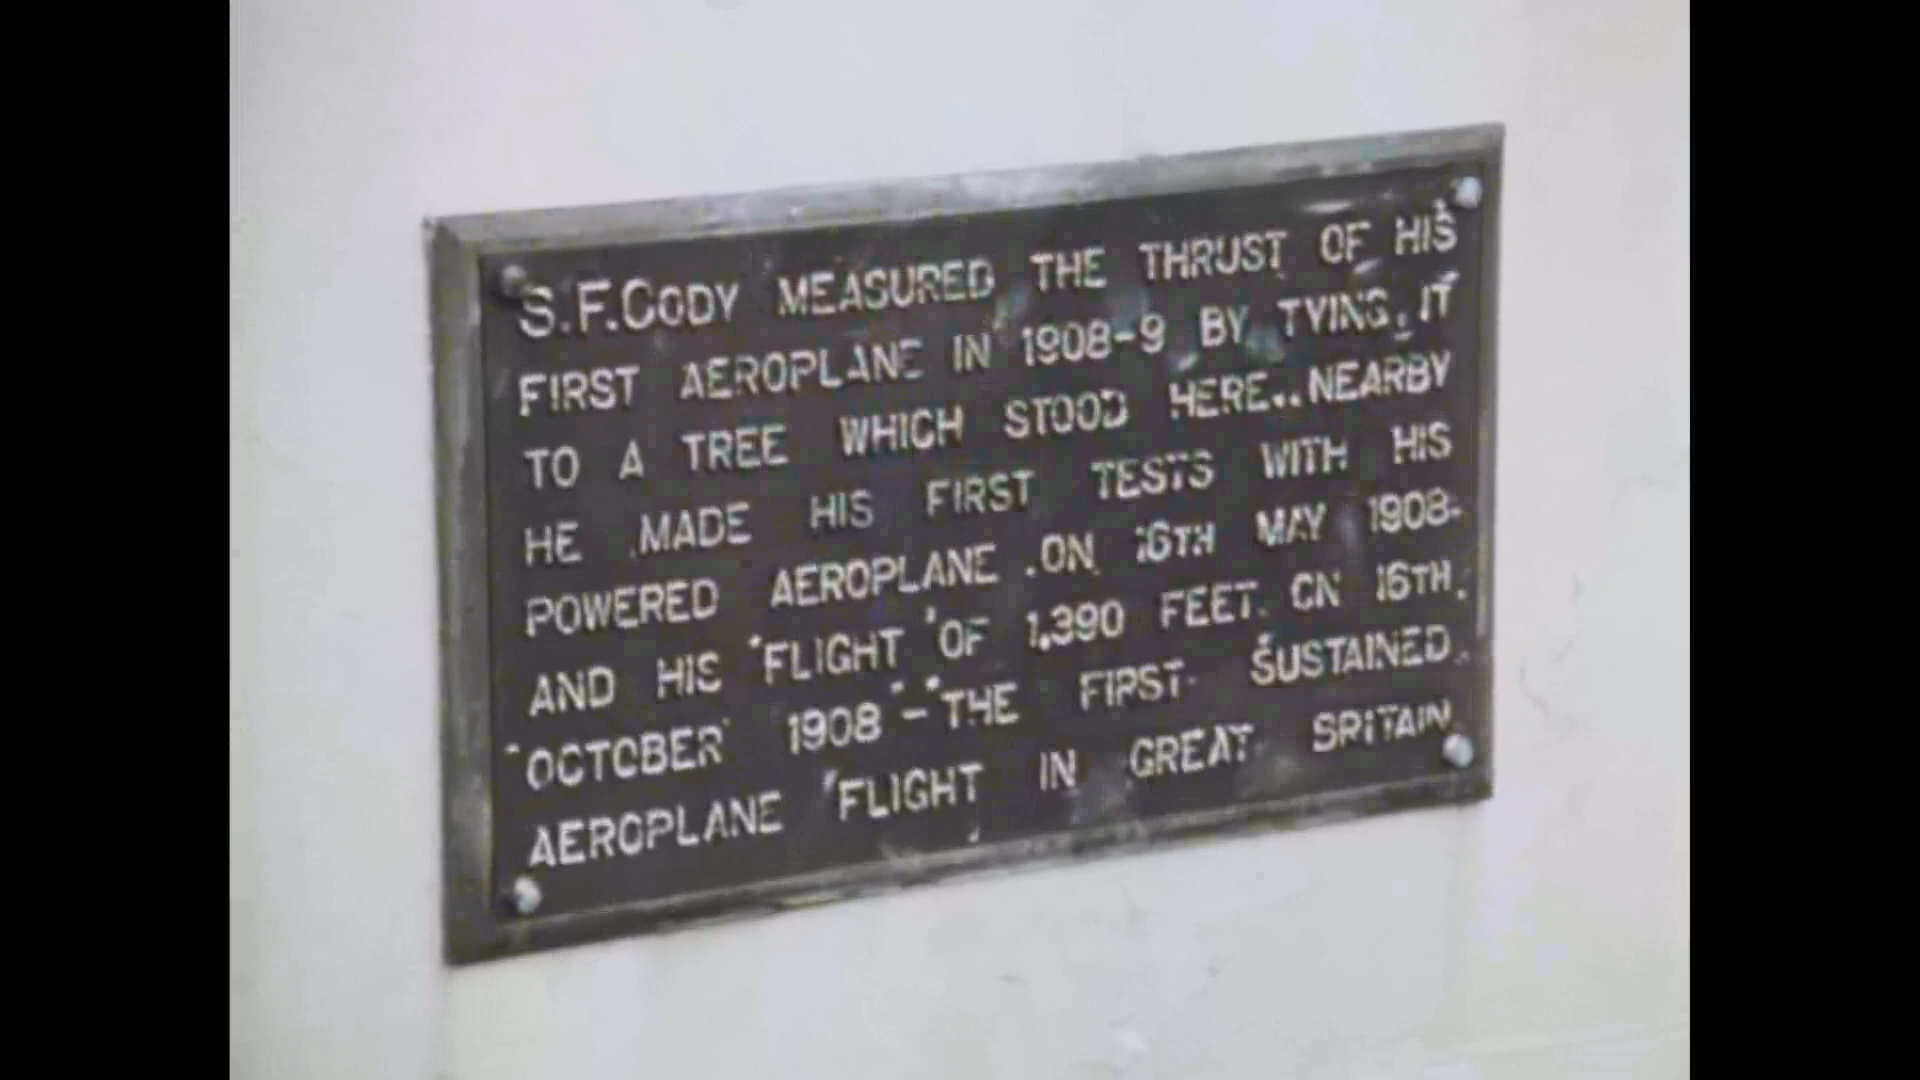 S.F.CODY MEASURED THE THRUST OF HIS
FIRST AEROPLANE IN 1908-9 BY TYING IT
TO A TREE WHICH STOOD HERE..NEARBY
HE MADE HIS FIRST TESTS WITH HIS
POWERED AEROPLANE ON 16TH MAY 1908
AND HIS FLIGHT OF 1,390 FEET ON 16TH
OCTOBER 1908 - THE FIRST SUSTAINED
AEROPLANE FLIGHT IN GREAT BRITAIN